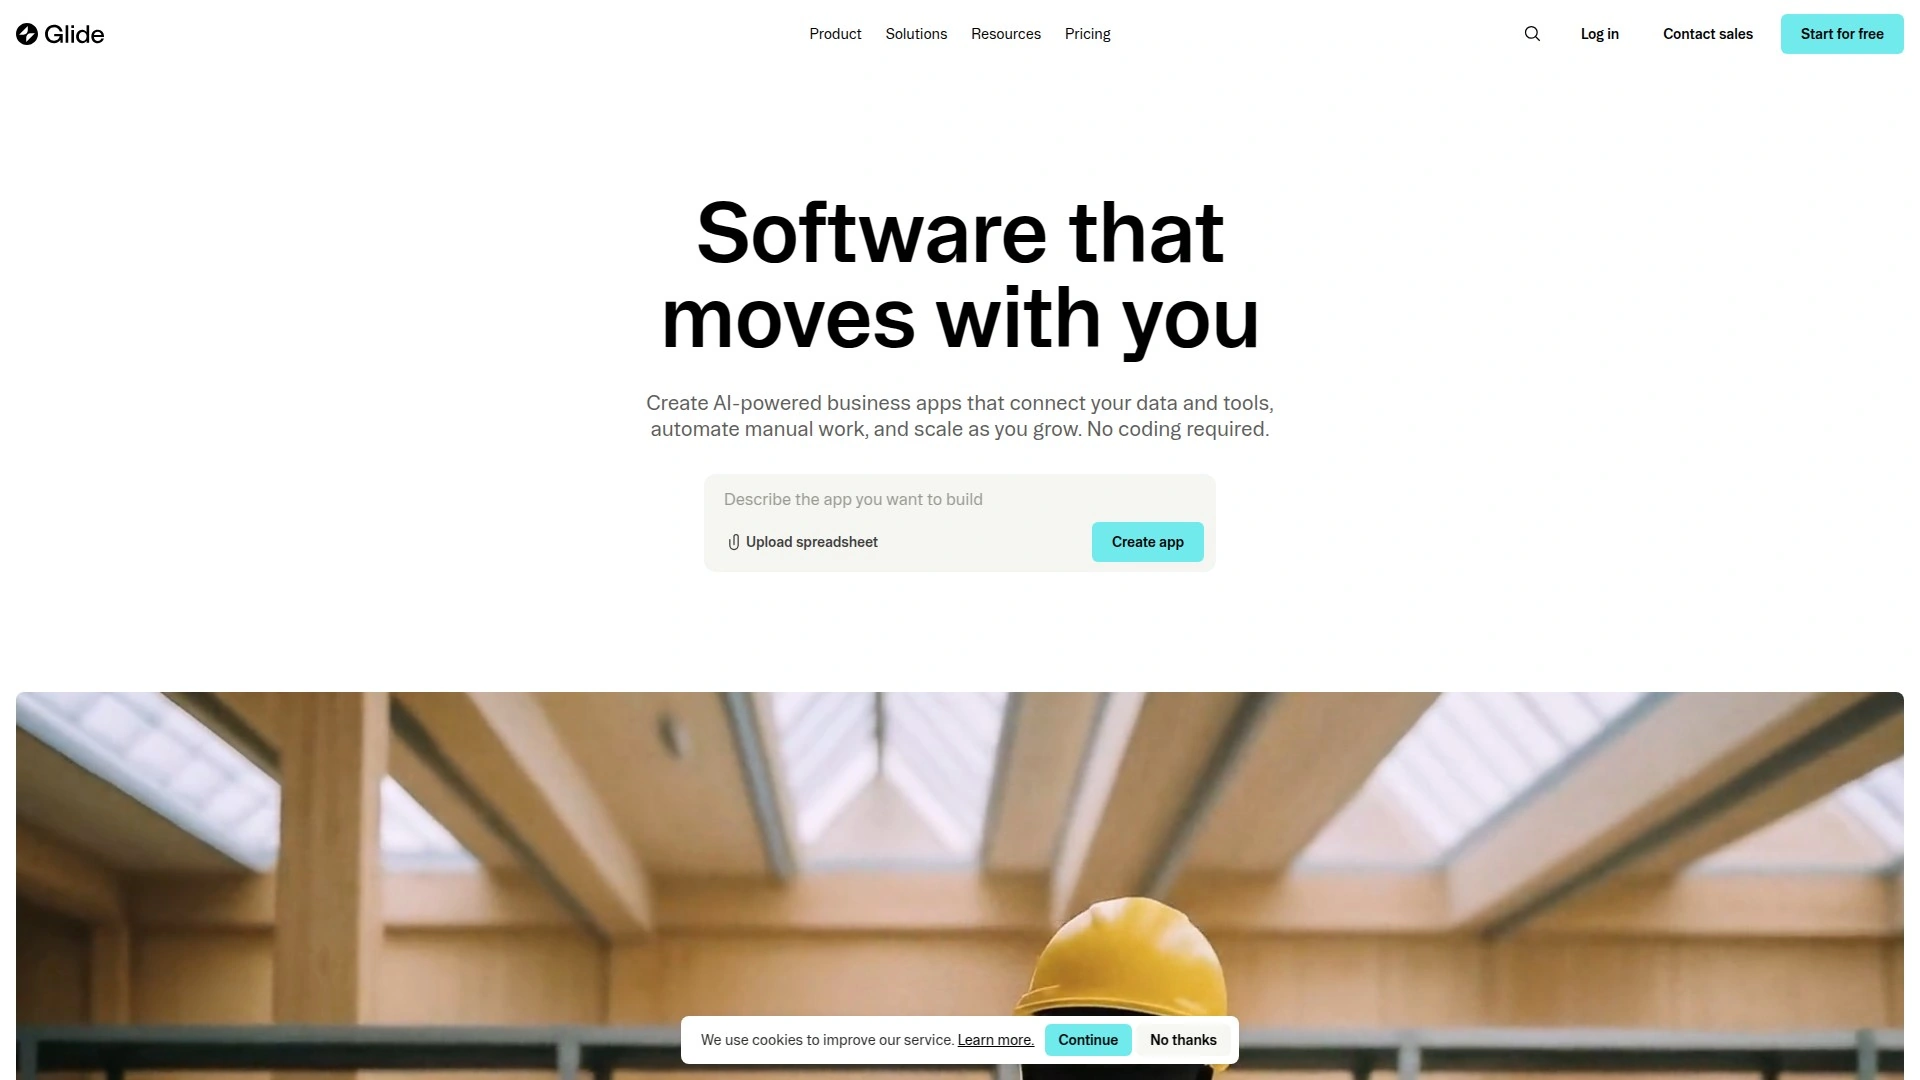 Glide
Product
Solutions
Resources
Pricing
Log in
Contact sales
Start for free
Software that
moves with you
Create AI-powered business apps that connect your data and tools,
automate manual work, and scale as you grow. No coding required.
Describe the app you want to build
Upload spreadsheet
Create app
We use cookies to improve our service. Learn more.
Continue
No thanks